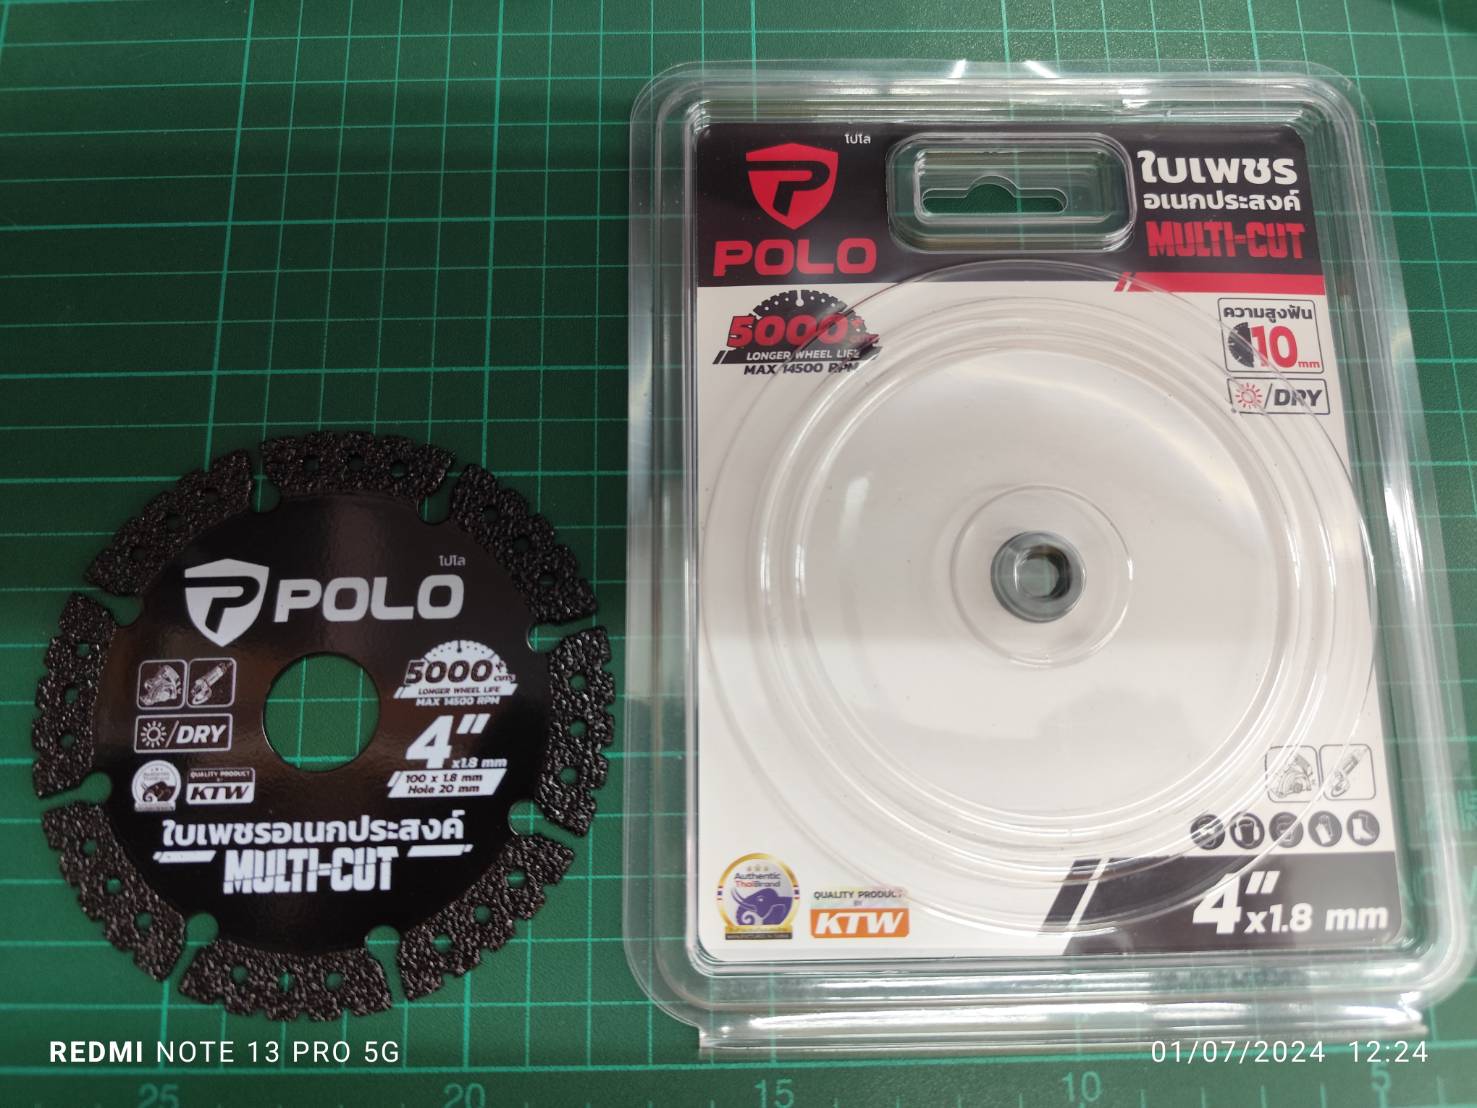 โปโล
POLO
5000+
CUTS
LONGER WHEEL LIFE
MAX 14500 RPM
DRY
4"
x1.8 mm
100 x 1.8 mm
Hole 20 mm
Authentic
ThaiBrand
QUALITY PRODUCT
BY
KTW
ใบเพชรอเนกประสงค์
MULTI-CUT
โปโล
POLO
ใบเพชร
อเนกประสงค์
MULTI-CUT
5000+
LONGER WHEEL LIFE
MAX 14500 RPM
ความสูงฟัน
10mm
DRY
Authentic
ThaiBrand
QUALITY PRODUCT
BY
KTW
4"x1.8 mm
REDMI NOTE 13 PRO 5G
01/07/2024 12:24
25
20
15
10
5